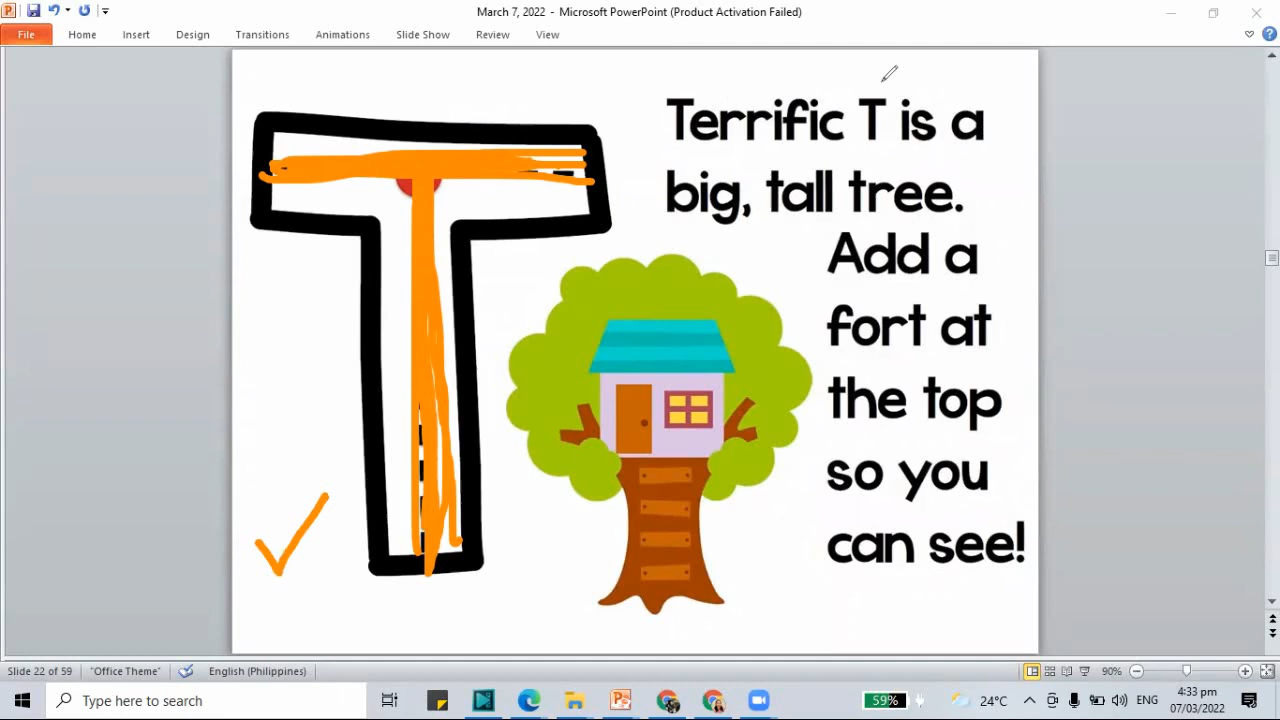 March 7, 2022 - Microsoft PowerPoint (Product Activation Failed)
File Home Insert Design Transitions Animations Slide Show Review View
T
Terrific T is a
big, tall tree.
Add a
fort at
the top
so you
can see!
Slide 22 of 59 "Office Theme" English (Philippines) 90%
Type here to search
59% 24°C ENG 4:33 pm
07/03/2022